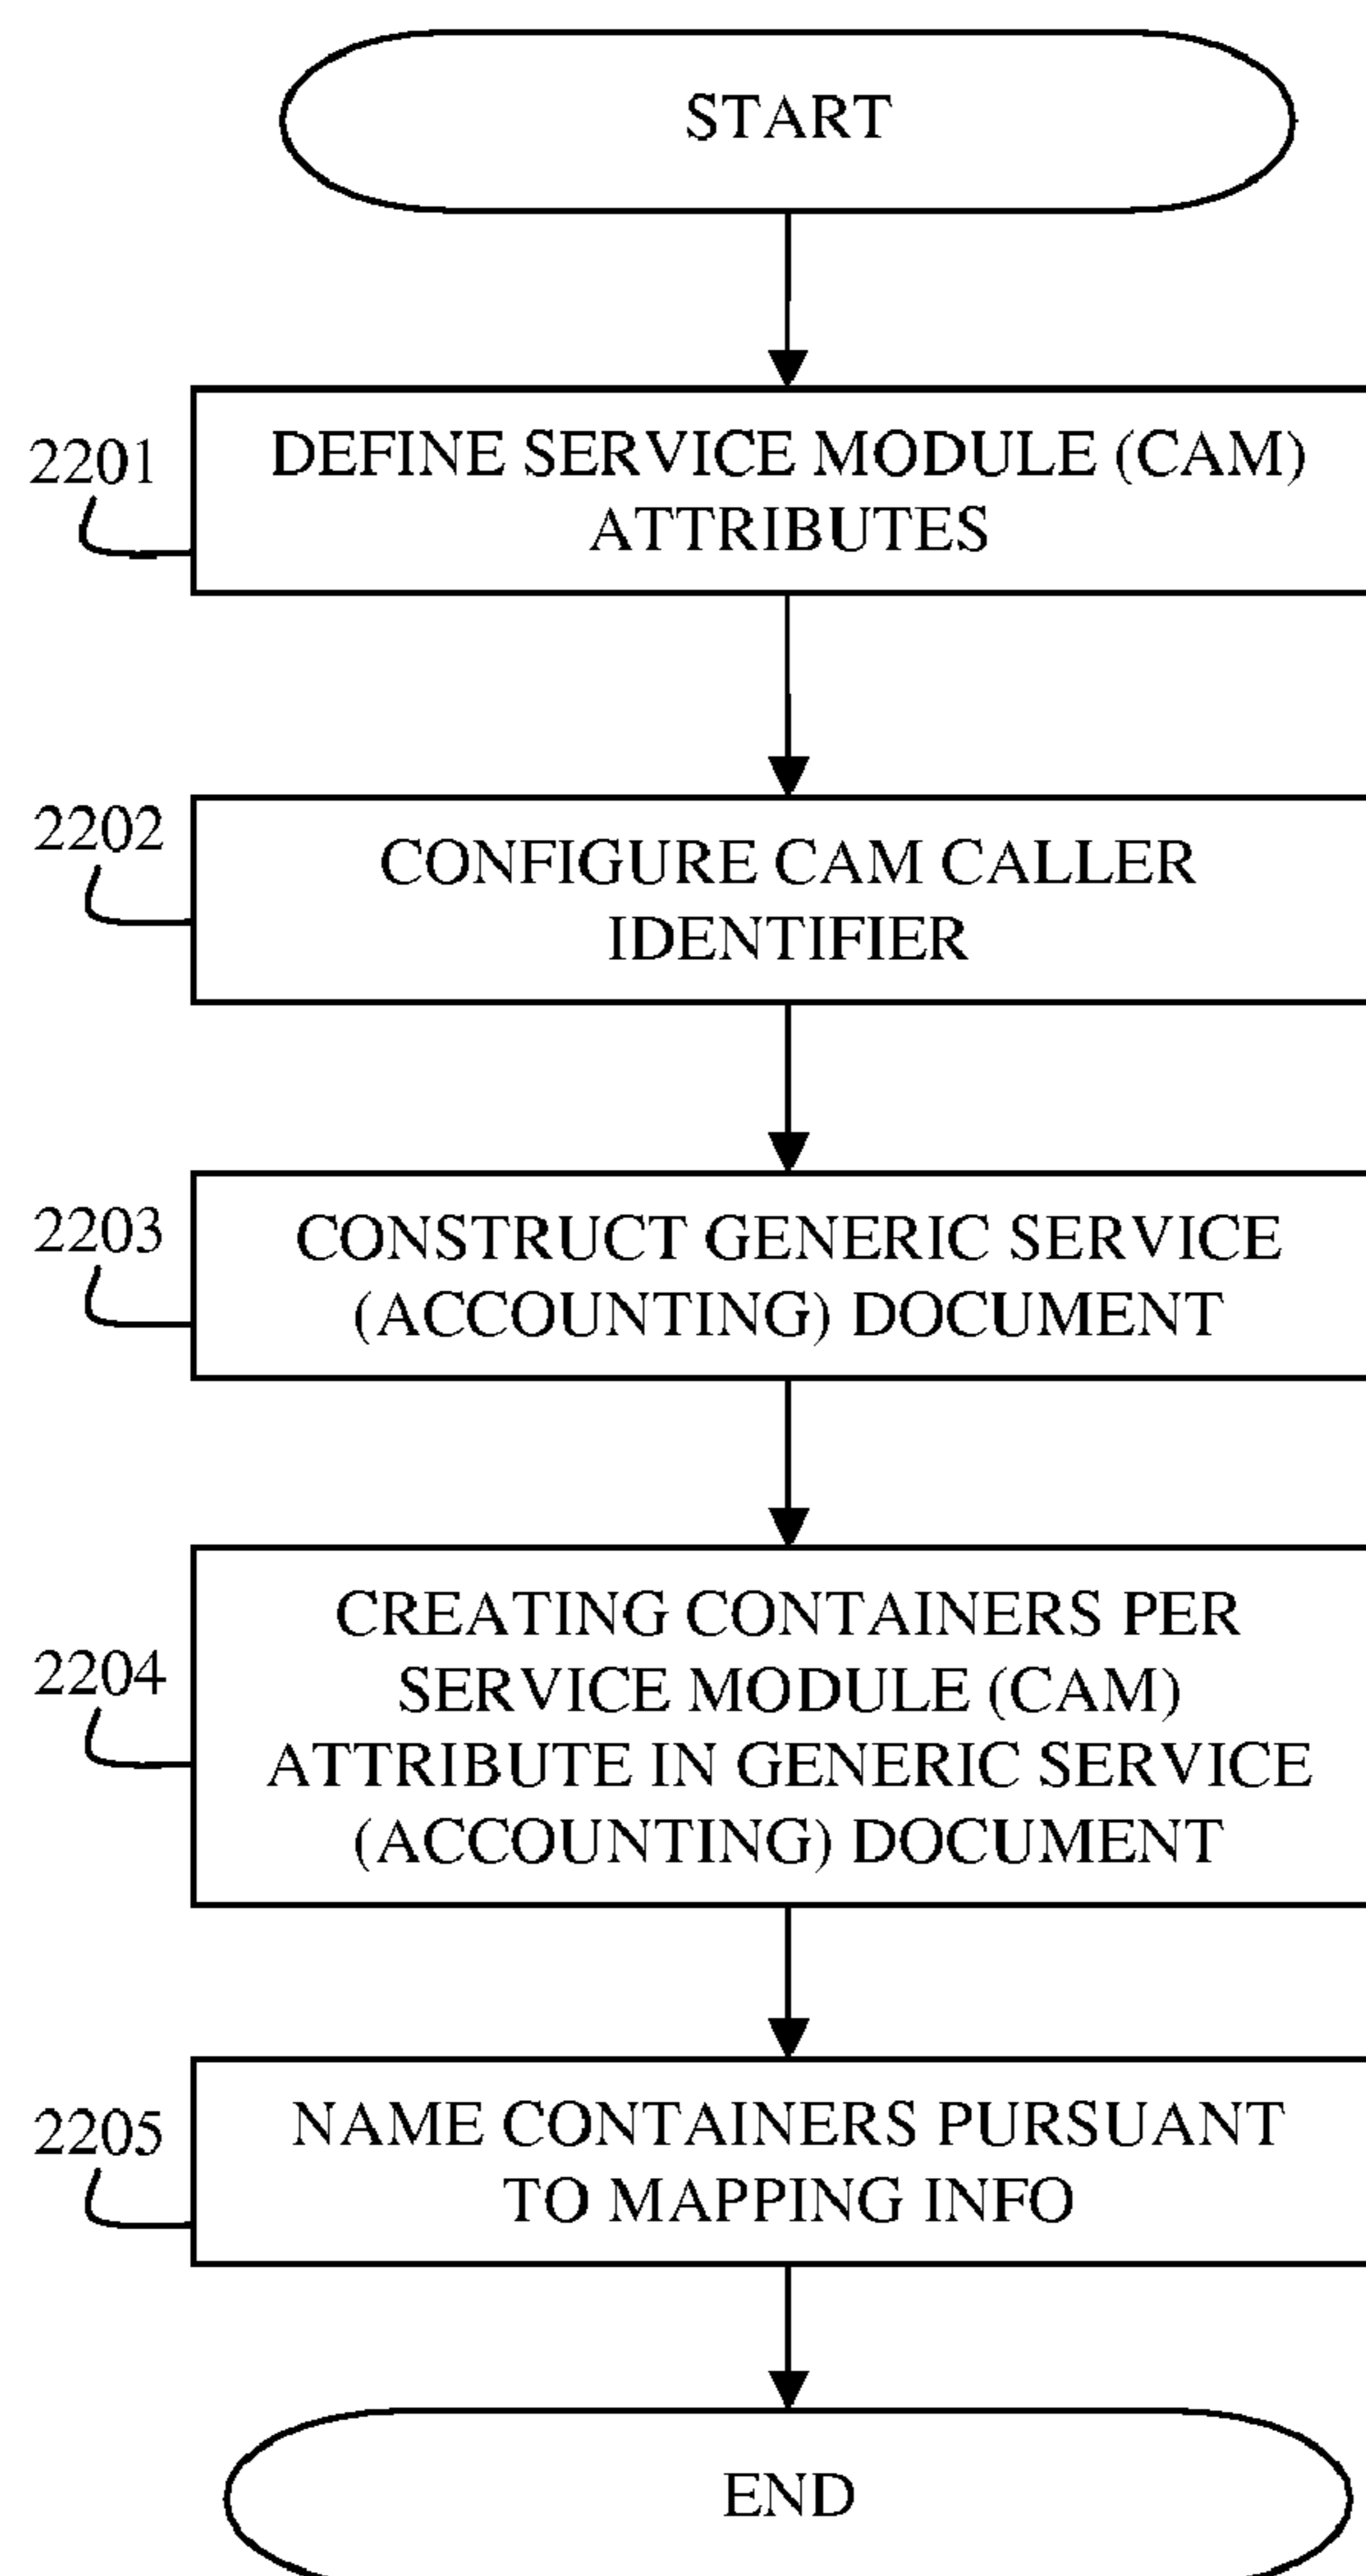 START
2201
DEFINE SERVICE MODULE (CAM)
ATTRIBUTES
2202
CONFIGURE CAM CALLER
IDENTIFIER
2203
CONSTRUCT GENERIC SERVICE
(ACCOUNTING) DOCUMENT
2204
CREATING CONTAINERS PER
SERVICE MODULE (CAM)
ATTRIBUTE IN GENERIC SERVICE
(ACCOUNTING) DOCUMENT
2205
NAME CONTAINERS PURSUANT
TO MAPPING INFO
END